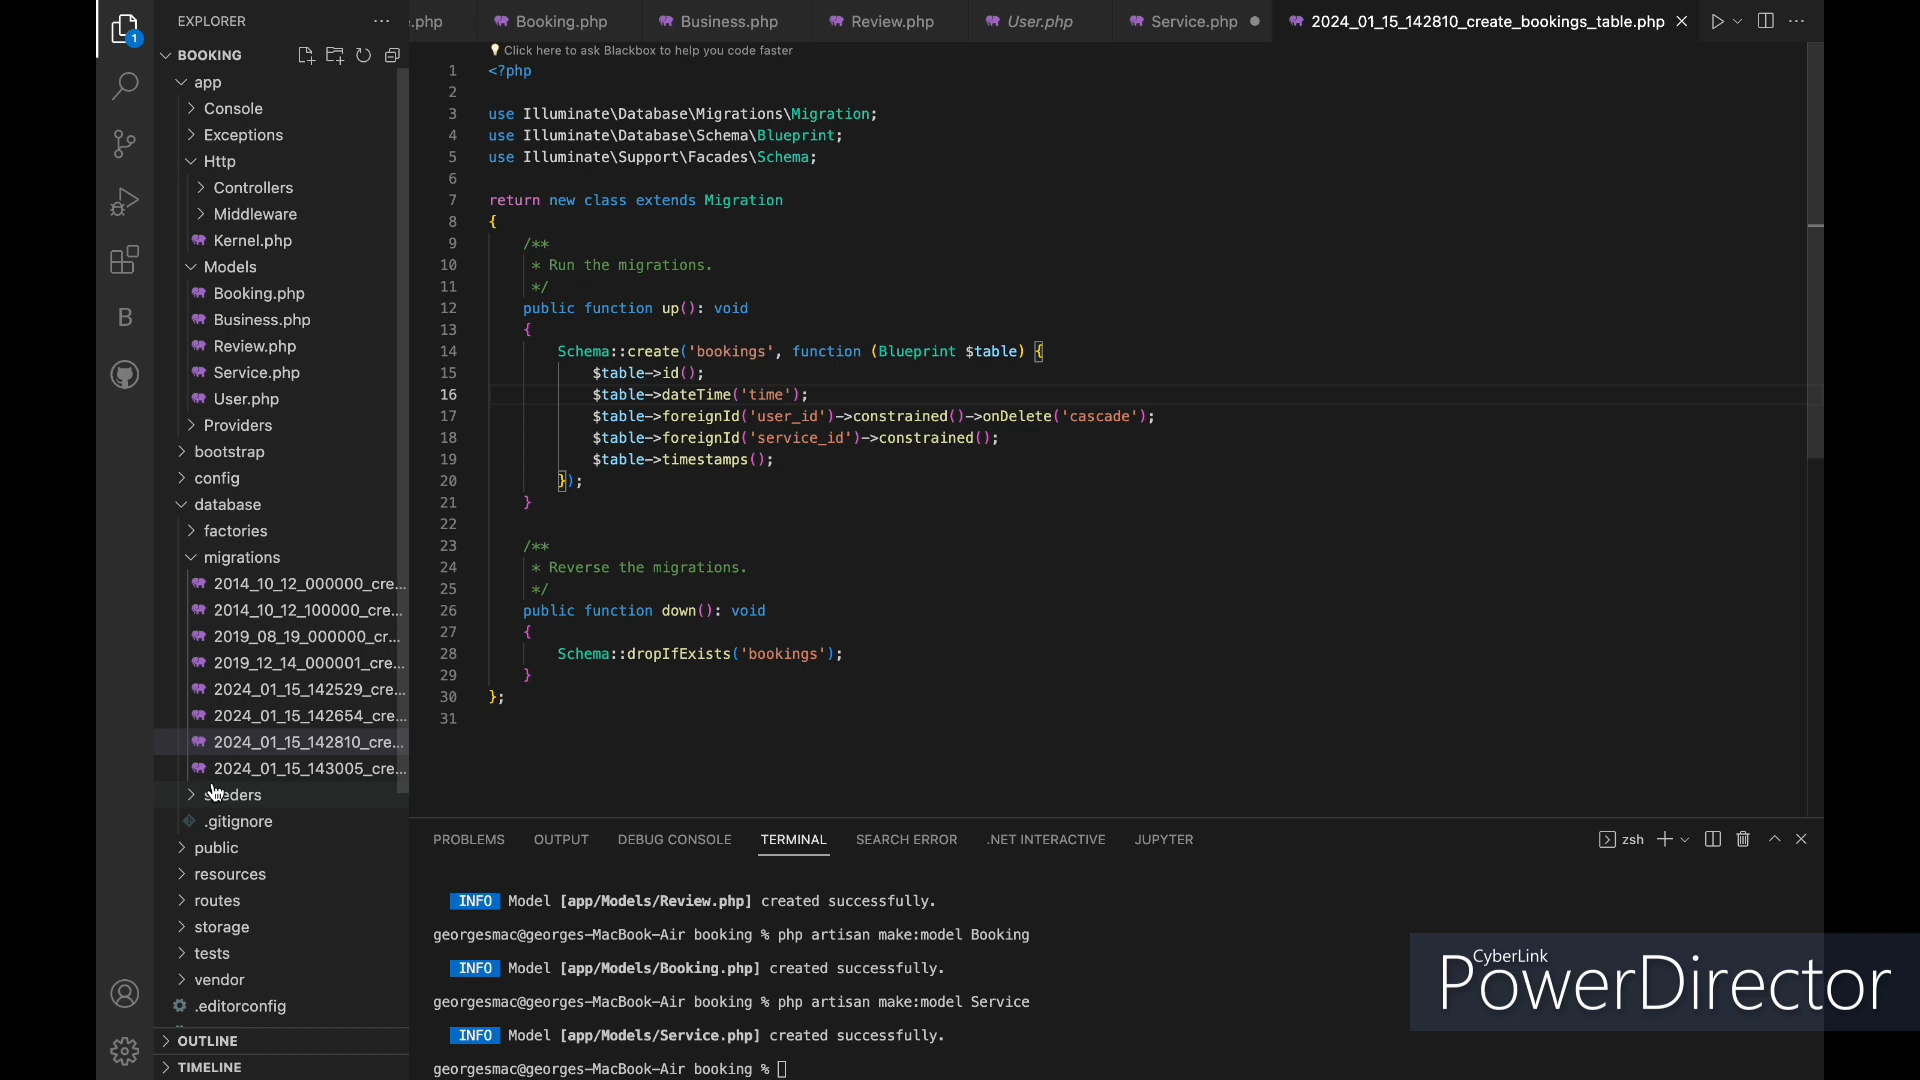 EXPLORER
.php
Booking.php
Business.php
Review.php
User.php
Service.php
2024_01_15_142810_create_bookings_table.php
1
BOOKING
app
Console
Exceptions
Http
Controllers
Middleware
Kernel.php
Models
Booking.php
Business.php
Review.php
Service.php
User.php
Providers
bootstrap
config
database
factories
migrations
2014_10_12_000000_cre...
2014_10_12_100000_cre...
2019_08_19_000000_cr...
2019_12_14_000001_cre...
2024_01_15_142529_cre...
2024_01_15_142654_cre...
2024_01_15_142810_cre...
2024_01_15_143005_cre...
seeders
.gitignore
public
resources
routes
storage
tests
vendor
.editorconfig
OUTLINE
TIMELINE
B
Click here to ask Blackbox to help you code faster
1 <?php
2
3 use Illuminate\Database\Migrations\Migration;
4 use Illuminate\Database\Schema\Blueprint;
5 use Illuminate\Support\Facades\Schema;
6
7 return new class extends Migration
8 {
9 /**
10 * Run the migrations.
11 */
12 public function up(): void
13 {
14 Schema::create('bookings', function (Blueprint $table) {
15 $table->id();
16 $table->dateTime('time');
17 $table->foreignId('user_id')->constrained()->onDelete('cascade');
18 $table->foreignId('service_id')->constrained();
19 $table->timestamps();
20 });
21 }
22
23 /**
24 * Reverse the migrations.
25 */
26 public function down(): void
27 {
28 Schema::dropIfExists('bookings');
29 }
30 };
31
PROBLEMS OUTPUT DEBUG CONSOLE TERMINAL SEARCH ERROR .NET INTERACTIVE JUPYTER
zsh
INFO Model [app/Models/Review.php] created successfully.
georgesmac@georges-MacBook-Air booking % php artisan make:model Booking
INFO Model [app/Models/Booking.php] created successfully.
georgesmac@georges-MacBook-Air booking % php artisan make:model Service
INFO Model [app/Models/Service.php] created successfully.
georgesmac@georges-MacBook-Air booking %
CyberLink
PowerDirector